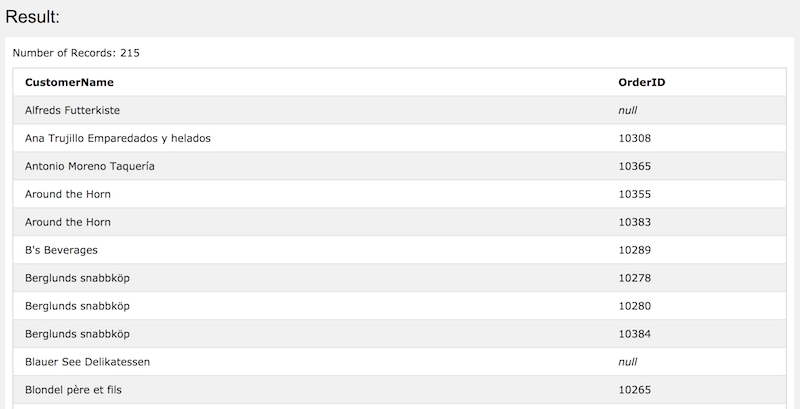 Result:
Number of Records: 215
CustomerName OrderID
Alfreds Futterkiste null
Ana Trujillo Emparedados y helados 10308
Antonio Moreno Taquería 10365
Around the Horn 10355
Around the Horn 10383
B's Beverages 10289
Berglunds snabbköp 10278
Berglunds snabbköp 10280
Berglunds snabbköp 10384
Blauer See Delikatessen null
Blondel père et fils 10265